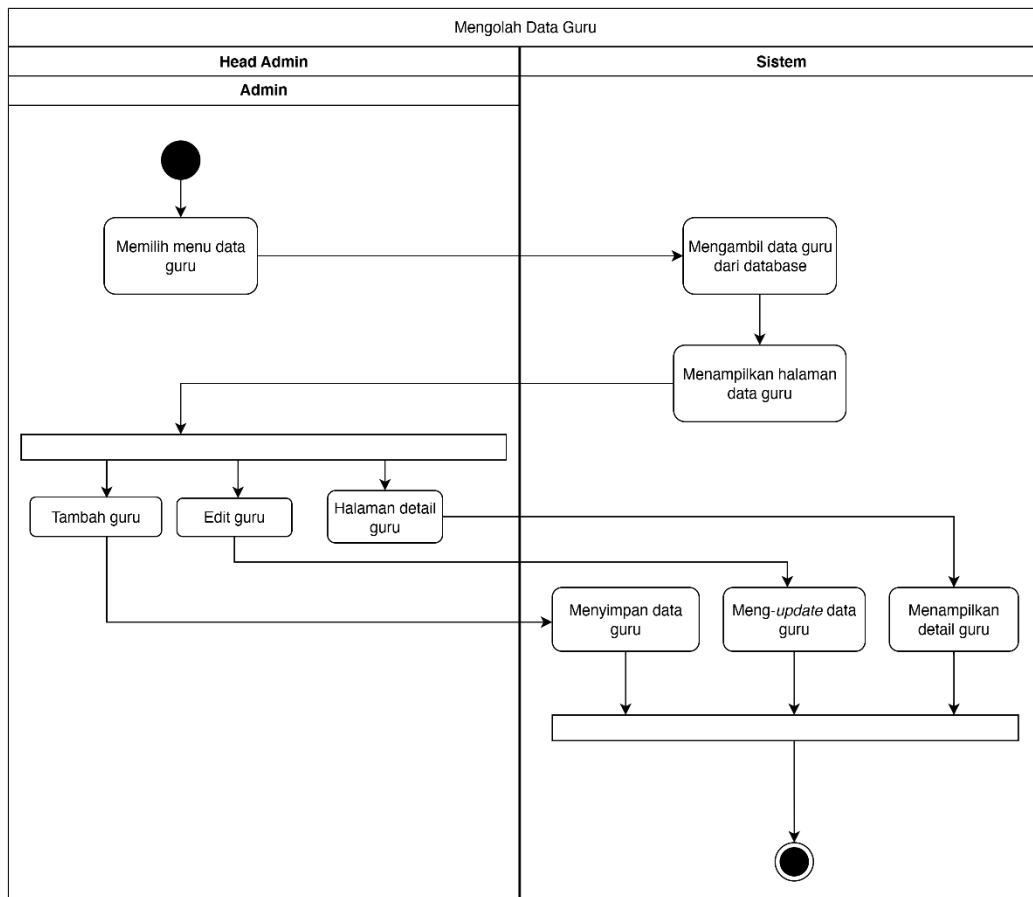 Mengolah Data Guru
Head Admin
Sistem
Admin
Memilih menu data
guru
Mengambil data guru
dari database
Menampilkan halaman
data guru
Tambah guru
Edit guru
Halaman detail
guru
Menyimpan data
guru
Meng-update data
guru
Menampilkan
detail guru